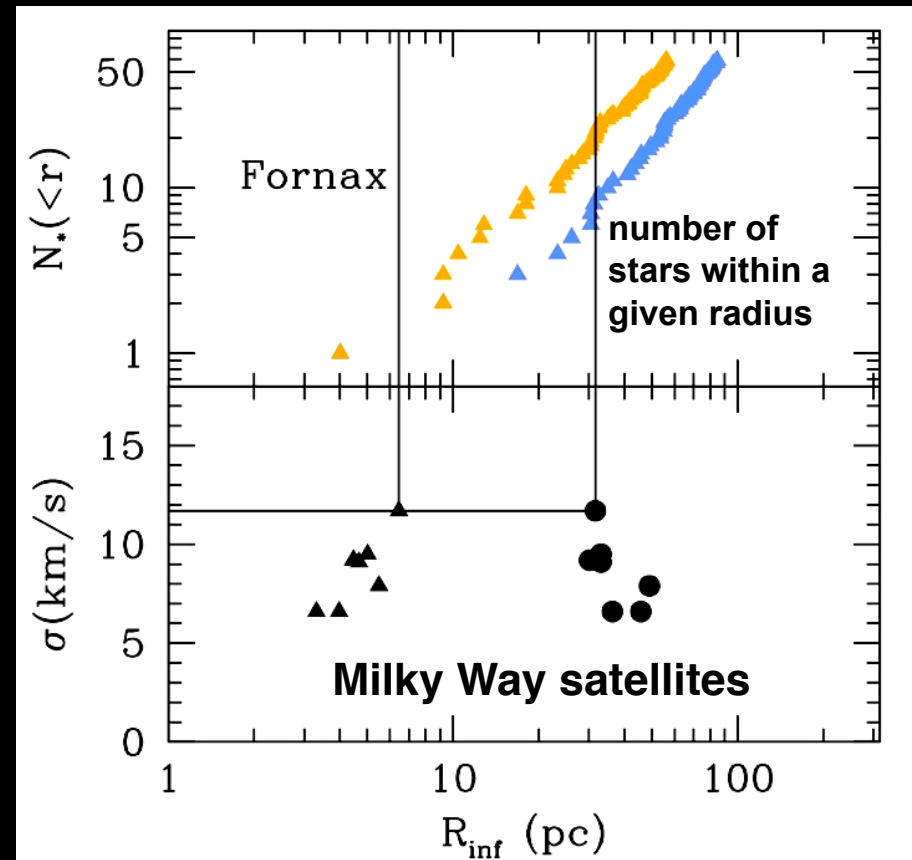 50
10
5
1
N*(<r)
Fornax
number of
stars within a
given radius
15
10
5
0
σ(km/s)
Milky Way satellites
1
10
100
R_inf (pc)